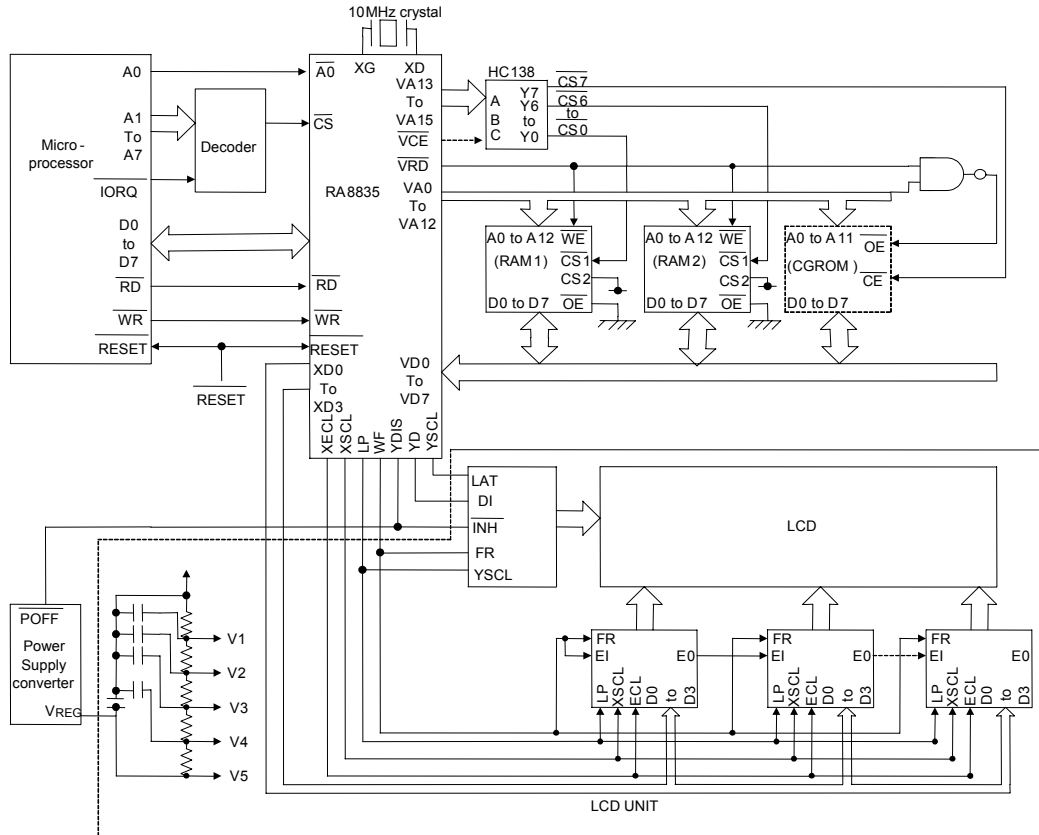 10MHz crystal
Micro-
processor
A0
A1
To
A7
IORQ
D0
to
D7
RD
WR
RESET
RESET
Decoder
XG
XD
A0
CS
RA8835
VA13
To
VA15
VCE
VRD
VA0
To
VA12
RD
WR
RESET
XD0
To
XD3
VD0
To
VD7
XECL
XSCL
LP
WF
YDIS
YD
YSCL
HC138
A
B
C
Y7
Y6
to
Y0
CS7
CS6
to
CS0
A0 to A12
WE
(RAM1)
CS1
CS2
D0 to D7
OE
A0 to A12
WE
(RAM2)
CS1
CS2
D0 to D7
OE
A0 to A11
OE
(CGROM )
CE
D0 to D7
LAT
DI
INH
FR
YSCL
LCD
POFF
Power
Supply
converter
VREG
V1
V2
V3
V4
V5
FR
EI
E0
LP
XSCL
ECL
D0
to
D3
FR
EI
E0
LP
XSCL
ECL
D0
to
D3
FR
EI
E0
LP
XSCL
ECL
D0
to
D3
LCD UNIT